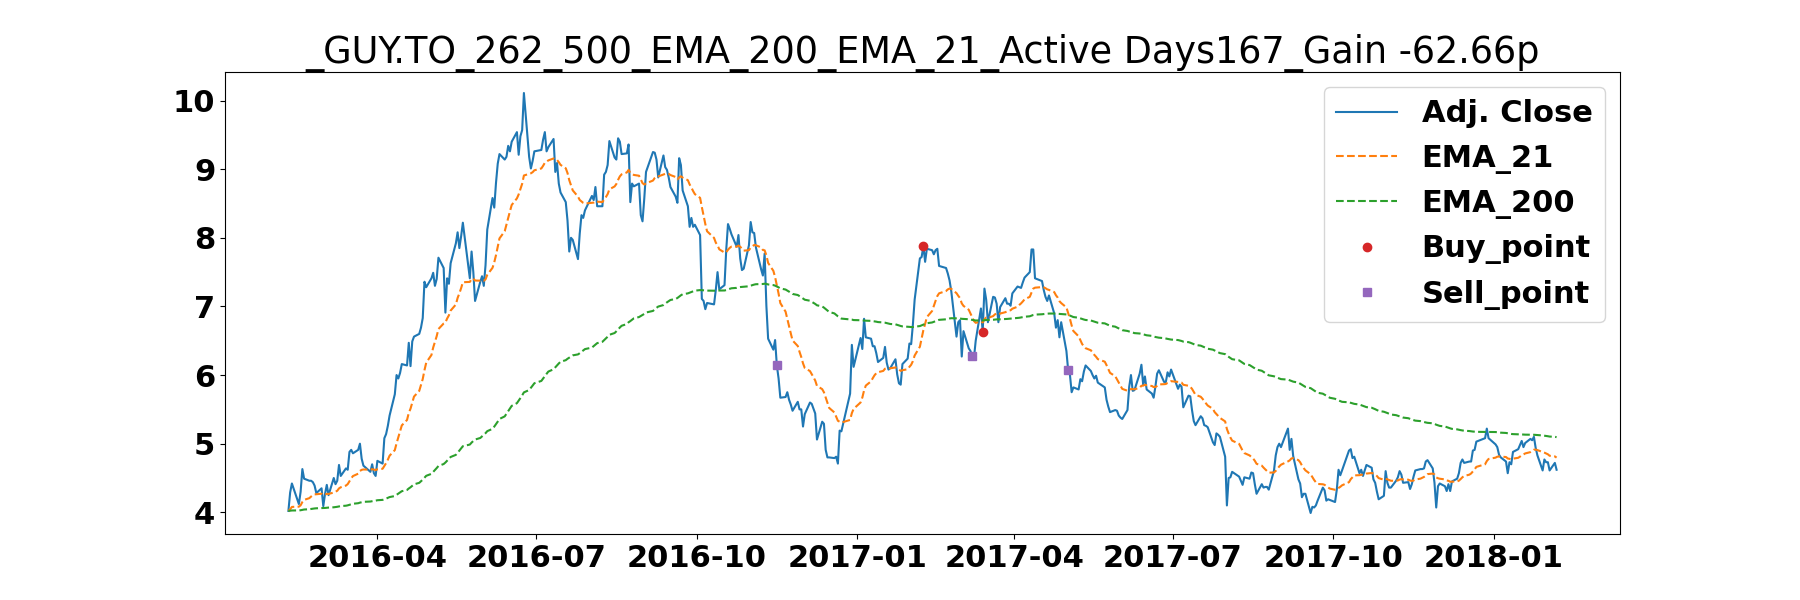 _GUY.TO_262_500_EMA_200_EMA_21_Active Days167_Gain -62.66p
10
9
8
7
6
5
4
Adj. Close
EMA_21
EMA_200
Buy_point
Sell_point
2016-04 2016-07 2016-10 2017-01 2017-04 2017-07 2017-10 2018-01